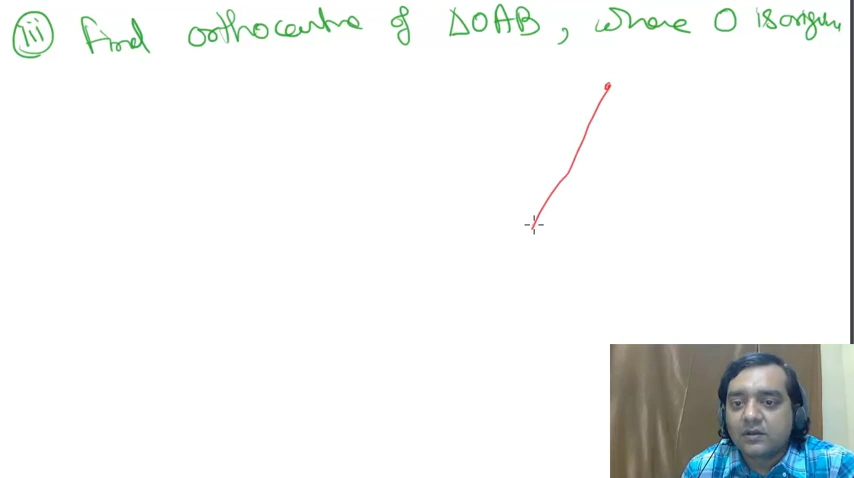 (iii) Find orthocentre of ΔOAB, where O is origin